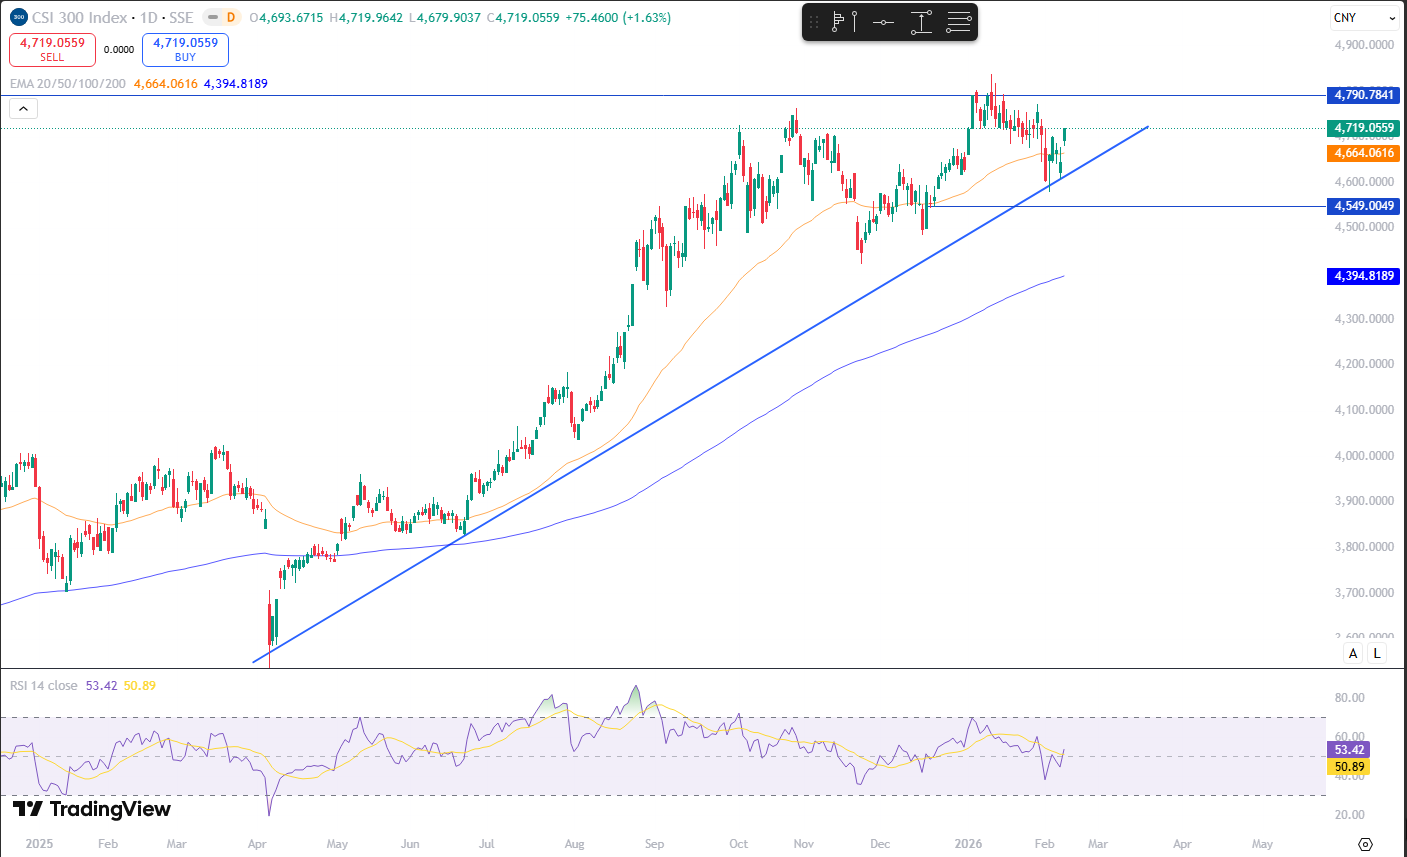 CSI 300 Index · 1D · SSE D O4,693.6715 H4,719.9642 L4,679.9037 C4,719.0559 +75.4600 (+1.63%)
CNY
4,719.0559 SELL
0.0000
4,719.0559 BUY
EMA 20/50/100/200 4,664.0616 4,394.8189
4,900.0000
4,790.7841
4,719.0559
4,664.0616
4,600.0000
4,549.0049
4,500.0000
4,394.8189
4,300.0000
4,200.0000
4,100.0000
4,000.0000
3,900.0000
3,800.0000
3,700.0000
3,600.0000
A L
RSI 14 close 53.42 50.89
80.00
60.00
53.42
50.89
40.00
20.00
TradingView
2025 Feb Mar Apr May Jun Jul Aug Sep Oct Nov Dec 2026 Feb Mar Apr May